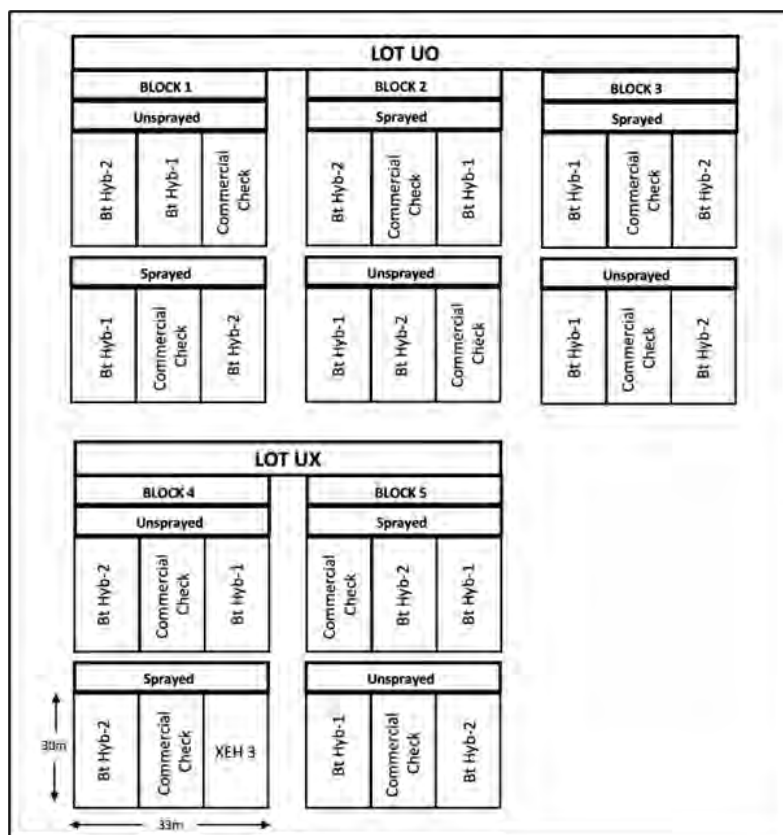 LOT UO
BLOCK 1
Unsprayed
Bt Hyb-2
Bt Hyb-1
Commercial
Check
Sprayed
Bt Hyb-1
Commercial
Check
Bt Hyb-2
BLOCK 2
Sprayed
Bt Hyb-2
Commercial
Check
Bt Hyb-1
Unsprayed
Bt Hyb-1
Bt Hyb-2
Commercial
Check
BLOCK 3
Sprayed
Bt Hyb-1
Commercial
Check
Bt Hyb-2
Unsprayed
Bt Hyb-1
Commercial
Check
Bt Hyb-2
LOT UX
BLOCK 4
Unsprayed
Bt Hyb-2
Commercial
Check
Bt Hyb-1
Sprayed
Bt Hyb-2
Commercial
Check
XEH 3
30m
33m
BLOCK 5
Sprayed
Commercial
Check
Bt Hyb-2
Bt Hyb-1
Unsprayed
Bt Hyb-1
Commercial
Check
Bt Hyb-2